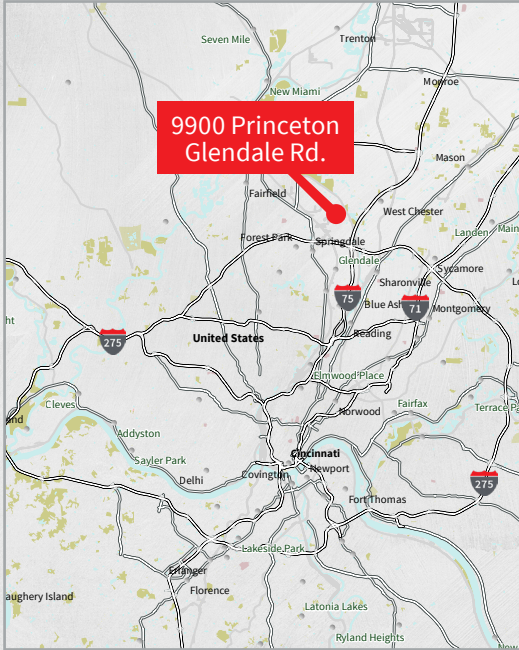 Seven Mile
Trenton
Monroe
New Miami
9900 Princeton
Glendale Rd.
Mason
Fairfield
West Chester
Landen
Main
Forest Park
Springdale
Glendale
Sycamore
Sharonville
75
Blue Ash
71
Montgomery
275
United States
Reading
Elmwood Place
Cleves
Norwood
Fairfax
Terrace Pa
Addyston
Cincinnati
Sayler Park
Covington
Newport
Delhi
275
Fort Thomas
Lakeside Park
Erlanger
Florence
aughery Island
Latonia Lakes
Ryland Heights